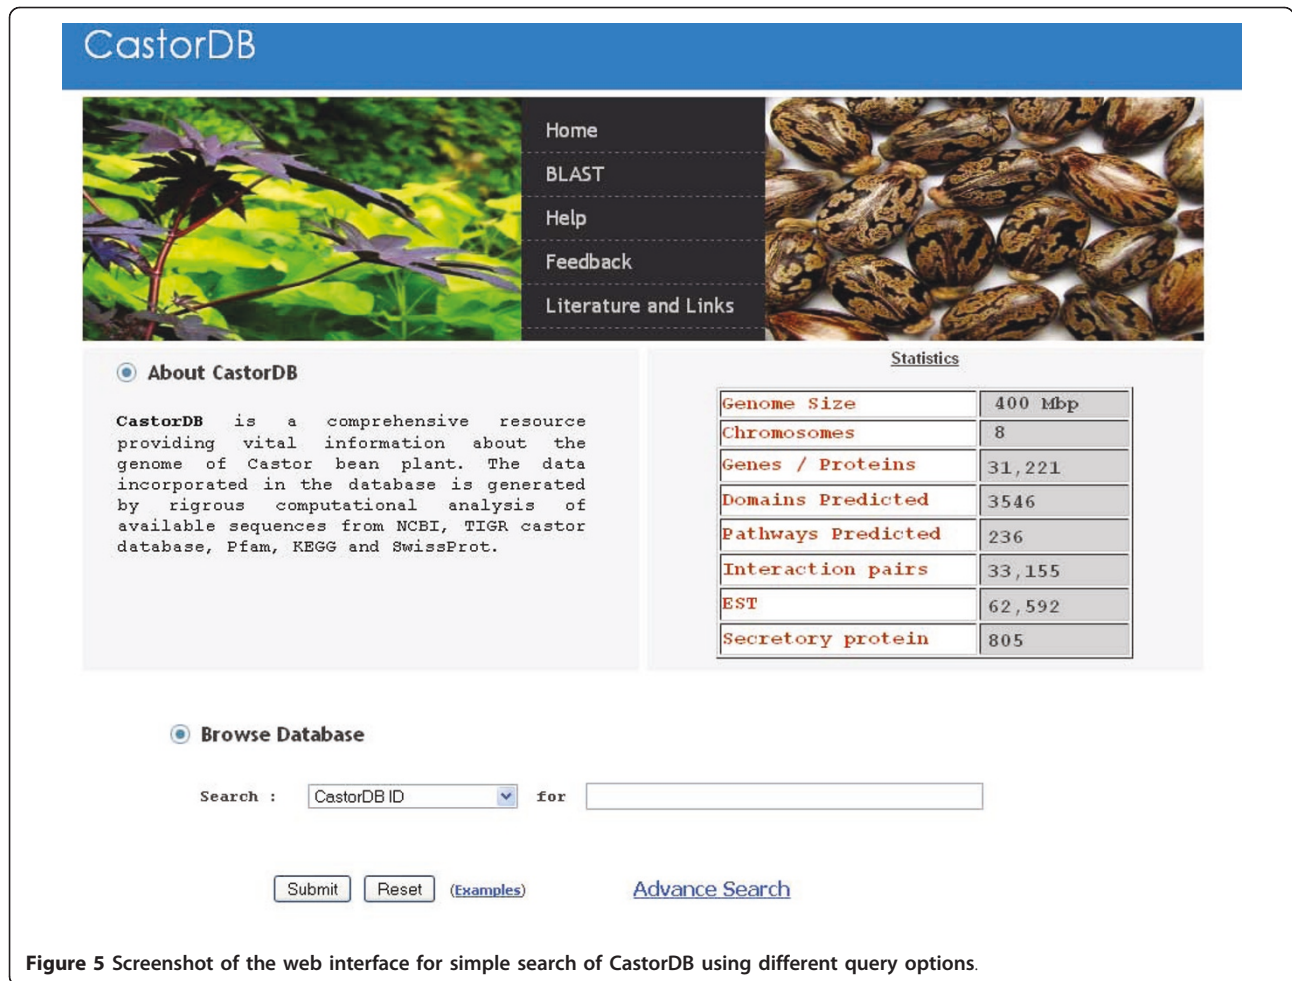 CastorDB
Home
BLAST
Help
Feedback
Literature and Links
About CastorDB
CastorDB is a comprehensive resource
providing vital information about the
genome of Castor bean plant. The data
incorporated in the database is generated
by rigrous computational analysis of
available sequences from NCBI, TIGR castor
database, Pfam, KEGG and SwissProt.
Statistics
Genome Size 400 Mbp
Chromosomes 8
Genes / Proteins 31,221
Domains Predicted 3546
Pathways Predicted 236
Interaction pairs 33,155
EST 62,592
Secretory protein 805
Browse Database
Search : CastorDB ID for
Submit Reset (Examples) Advance Search
Figure 5 Screenshot of the web interface for simple search of CastorDB using different query options.